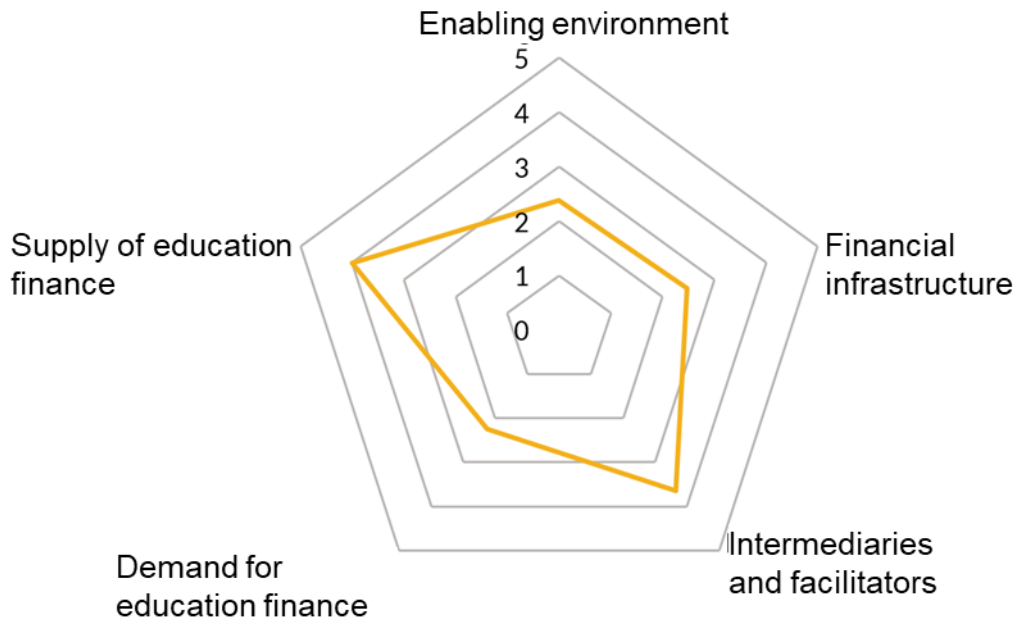 Enabling environment
5
4
3
2
1
0
Supply of education
finance
Financial
infrastructure
Intermediaries
and facilitators
Demand for
education finance